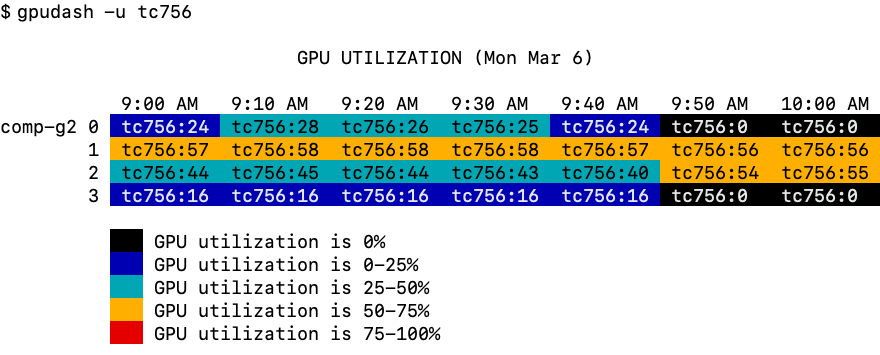 $ gpudash -u tc756
GPU UTILIZATION (Mon Mar 6)
9:00 AM 9:10 AM 9:20 AM 9:30 AM 9:40 AM 9:50 AM 10:00 AM
comp-g2 0 tc756:24 tc756:28 tc756:26 tc756:25 tc756:24 tc756:0 tc756:0
1 tc756:57 tc756:58 tc756:58 tc756:58 tc756:57 tc756:56 tc756:56
2 tc756:44 tc756:45 tc756:44 tc756:43 tc756:40 tc756:54 tc756:55
3 tc756:16 tc756:16 tc756:16 tc756:16 tc756:16 tc756:0 tc756:0
GPU utilization is 0%
GPU utilization is 0-25%
GPU utilization is 25-50%
GPU utilization is 50-75%
GPU utilization is 75-100%